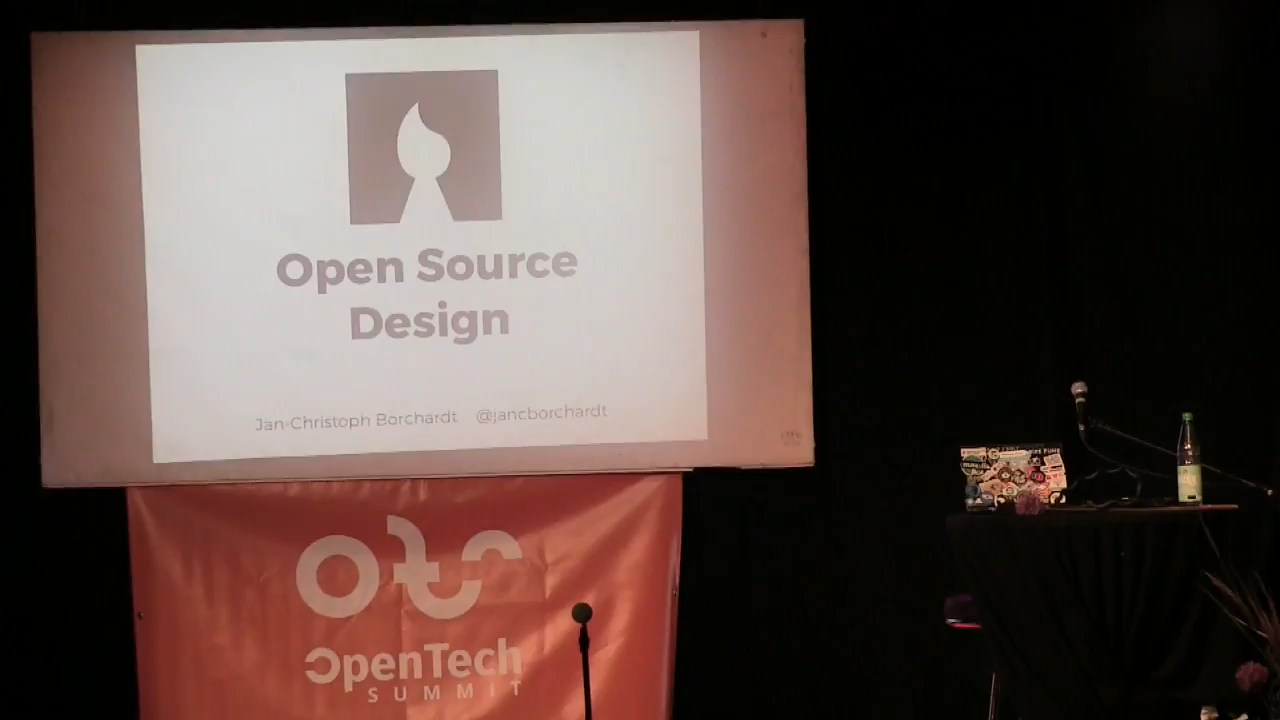 Open Source
Design
Jan-Christoph Borchardt @jancborchardt
OpenTech
SUMMIT